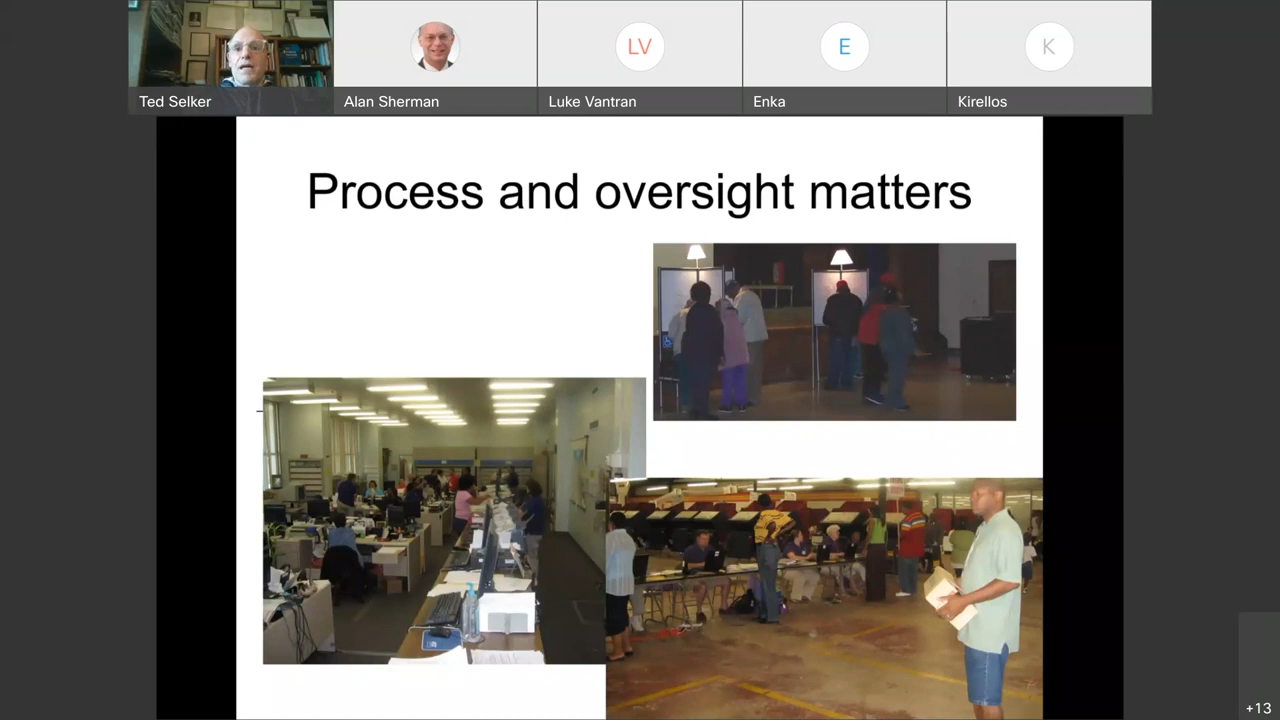 LV
E
K
Ted Selker
Alan Sherman
Luke Vantran
Enka
Kirellos
Process and oversight matters
+13